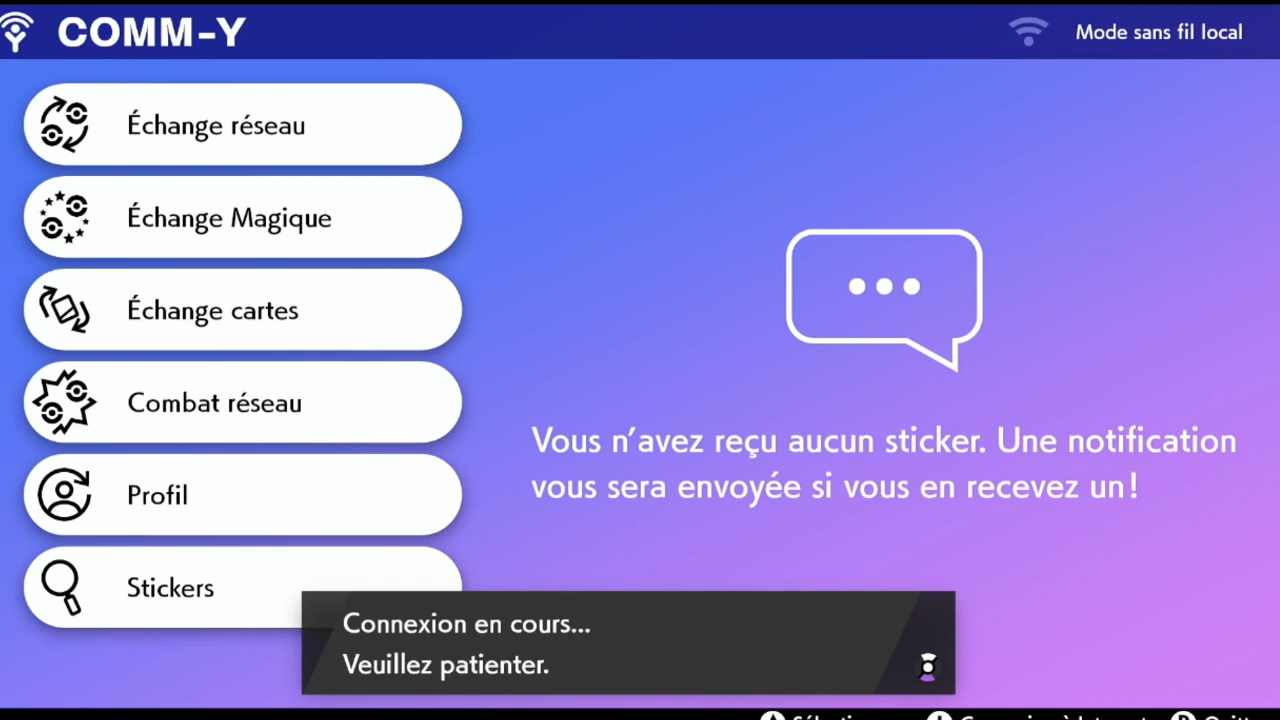 COMM-Y
Mode sans fil local
Échange réseau
Échange Magique
Échange cartes
Combat réseau
Profil
Stickers
Vous n'avez reçu aucun sticker. Une notification
vous sera envoyée si vous en recevez un !
Connexion en cours...
Veuillez patienter.